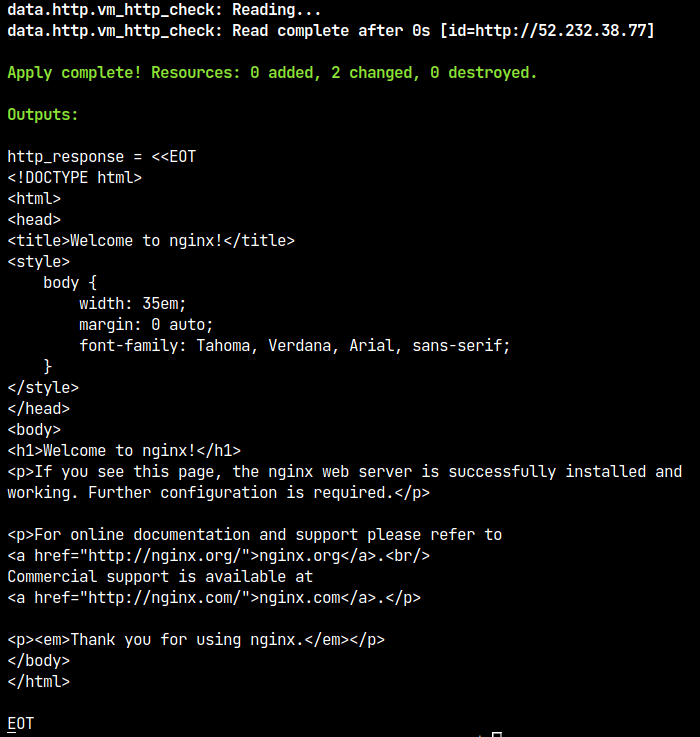 data.http.vm_http_check: Reading...
data.http.vm_http_check: Read complete after 0s [id=http://52.232.38.77]

Apply complete! Resources: 0 added, 2 changed, 0 destroyed.

Outputs:

http_response = <<EOT
<!DOCTYPE html>
<html>
<head>
<title>Welcome to nginx!</title>
<style>
    body {
        width: 35em;
        margin: 0 auto;
        font-family: Tahoma, Verdana, Arial, sans-serif;
    }
</style>
</head>
<body>
<h1>Welcome to nginx!</h1>
<p>If you see this page, the nginx web server is successfully installed and
working. Further configuration is required.</p>

<p>For online documentation and support please refer to
<a href="http://nginx.org/">nginx.org</a>.<br/>
Commercial support is available at
<a href="http://nginx.com/">nginx.com</a>.</p>

<p><em>Thank you for using nginx.</em></p>
</body>
</html>

EOT